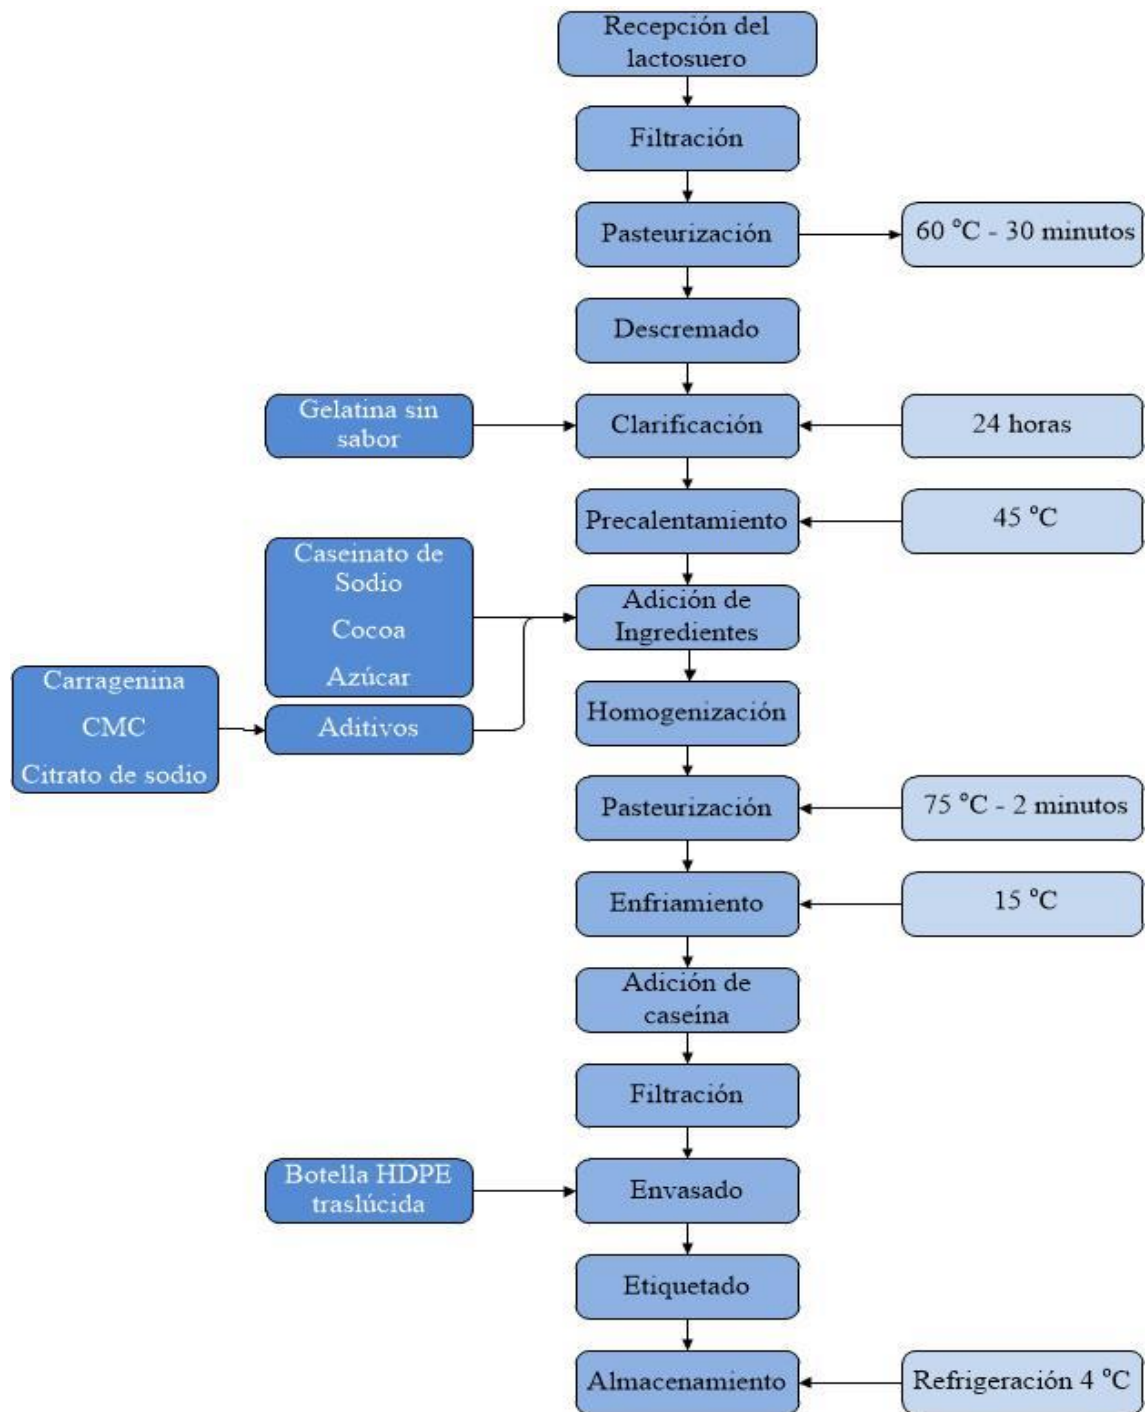 Recepción del
lactosuero
Filtración
Pasteurización
60 °C - 30 minutos
Descremado
Gelatina sin
sabor
Clarificación
24 horas
Precalentamiento
45 °C
Caseinato de
Sodio
Cocoa
Azúcar
Adición de
Ingredientes
Carragenina
CMC
Citrato de sodio
Aditivos
Homogenización
Pasteurización
75 °C - 2 minutos
Enfriamiento
15 °C
Adición de
caseína
Filtración
Botella HDPE
traslúcida
Envasado
Etiquetado
Almacenamiento
Refrigeración 4 °C